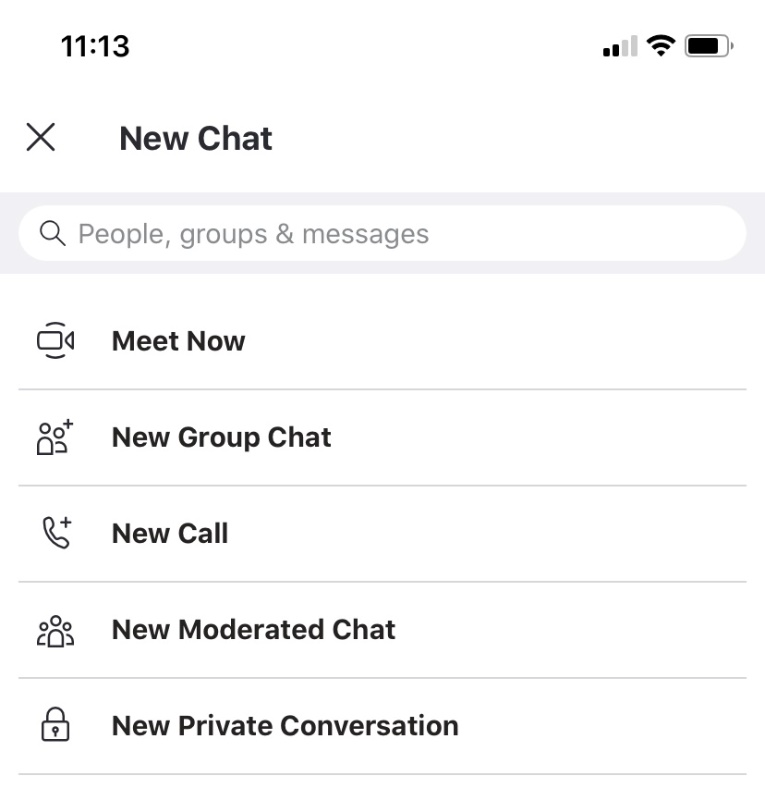 11:13
New Chat
People, groups & messages
Meet Now
New Group Chat
New Call
New Moderated Chat
New Private Conversation